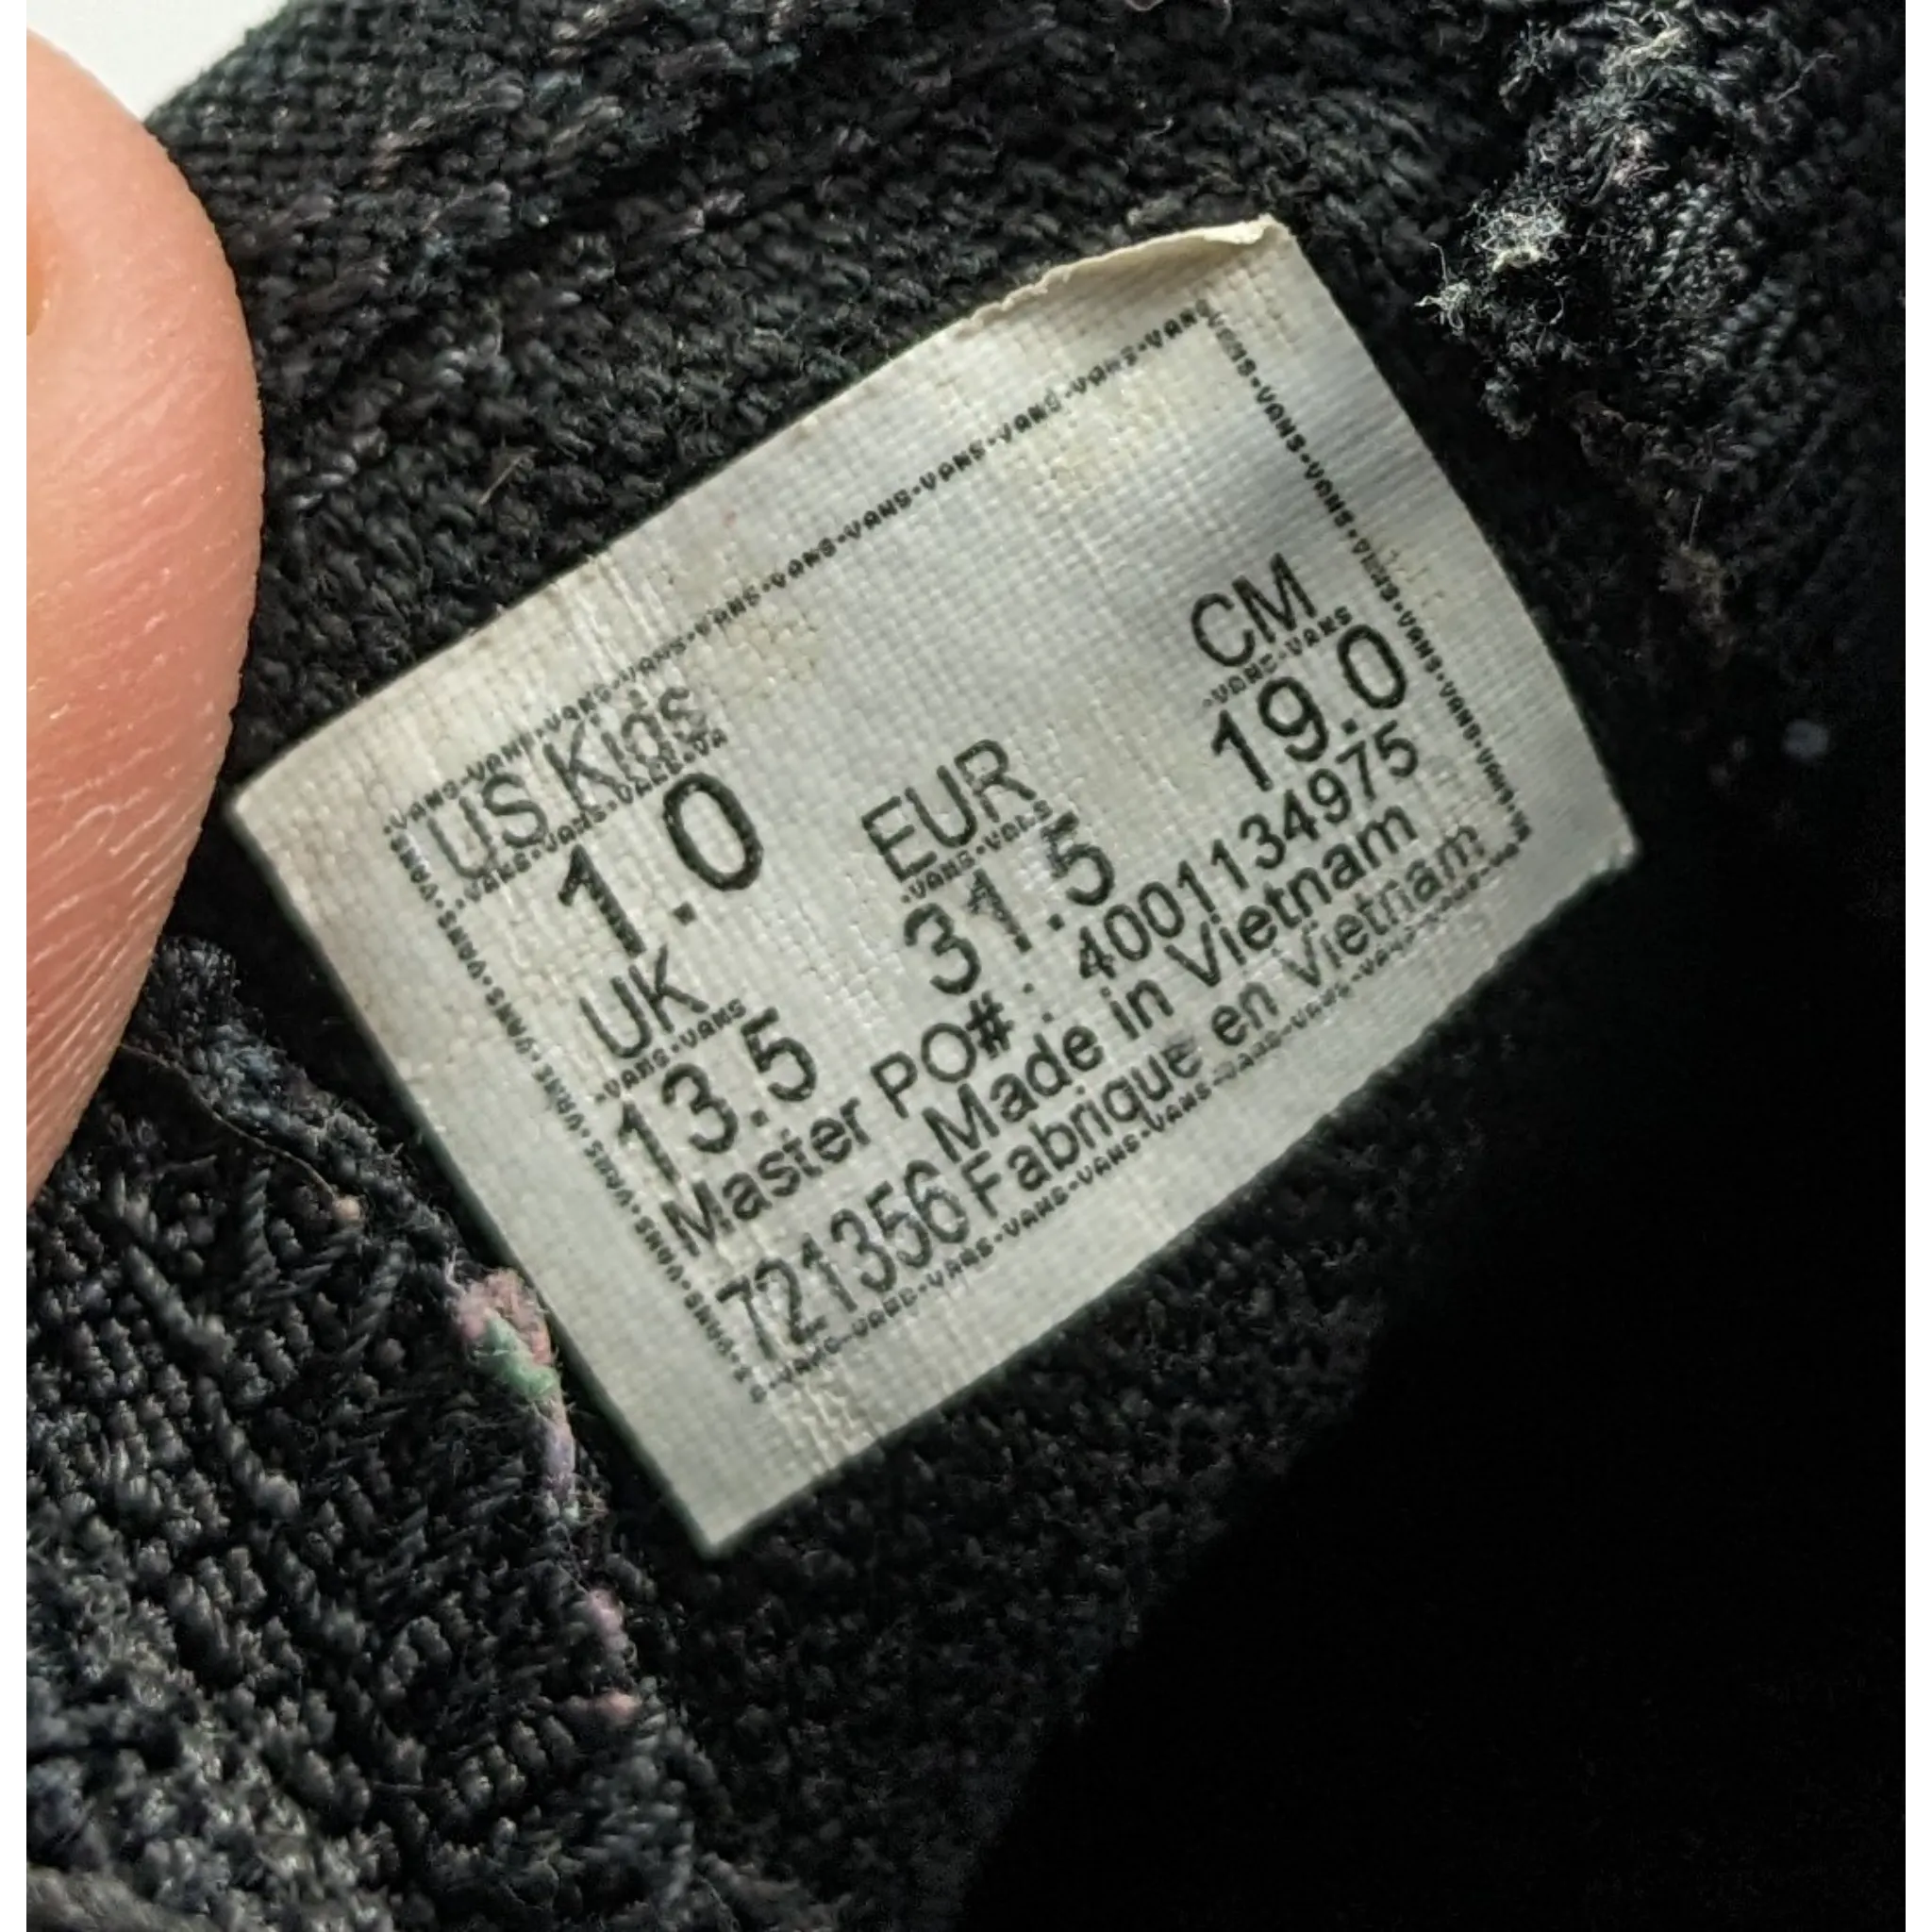 US Kids
1.0
EUR
31.5
CM
19.0
UK
13.5
Master PO# : 4001134975
Made in Vietnam
721356 Fabrique en Vietnam